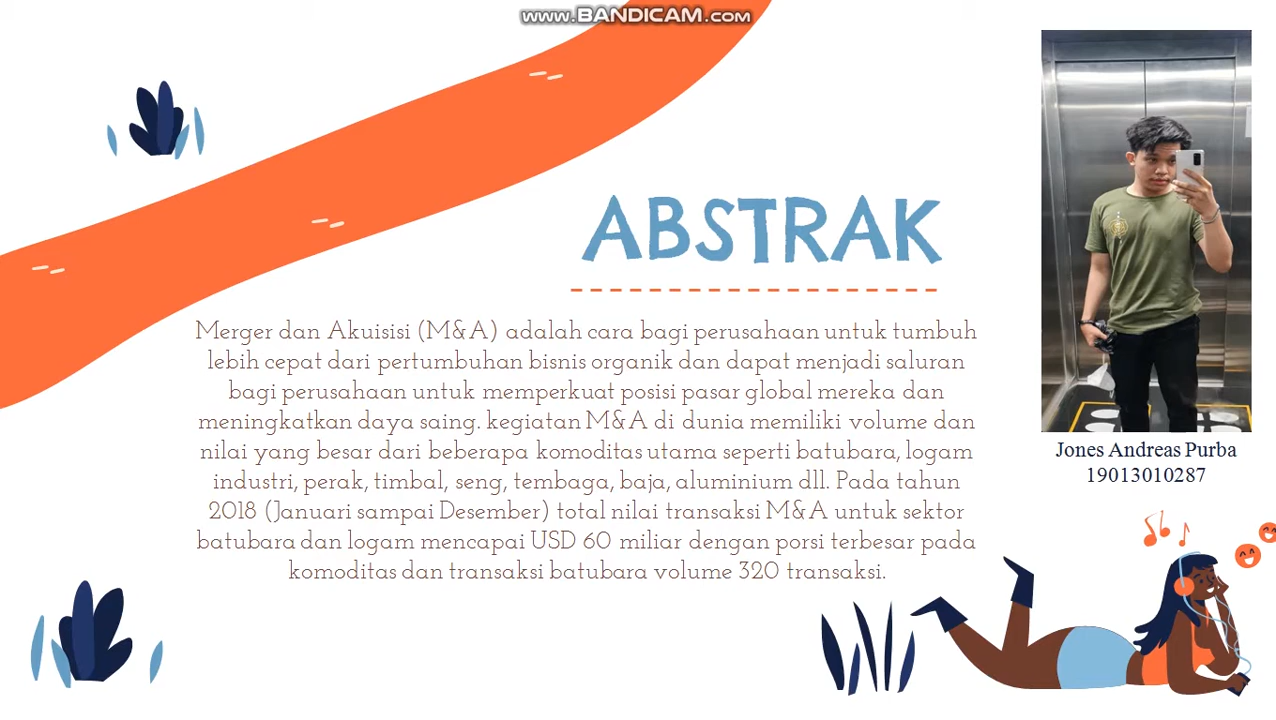 www.BANDICAM.com
ABSTRAK
Merger dan Akuisisi (M&A) adalah cara bagi perusahaan untuk tumbuh
lebih cepat dari pertumbuhan bisnis organik dan dapat menjadi saluran
bagi perusahaan untuk memperkuat posisi pasar global mereka dan
meningkatkan daya saing. kegiatan M&A di dunia memiliki volume dan
nilai yang besar dari beberapa komoditas utama seperti batubara, logam
industri, perak, timbal, seng, tembaga, baja, aluminium dll. Pada tahun
2018 (Januari sampai Desember) total nilai transaksi M&A untuk sektor
batubara dan logam mencapai USD 60 miliar dengan porsi terbesar pada
komoditas dan transaksi batubara volume 320 transaksi.
Jones Andreas Purba
19013010287